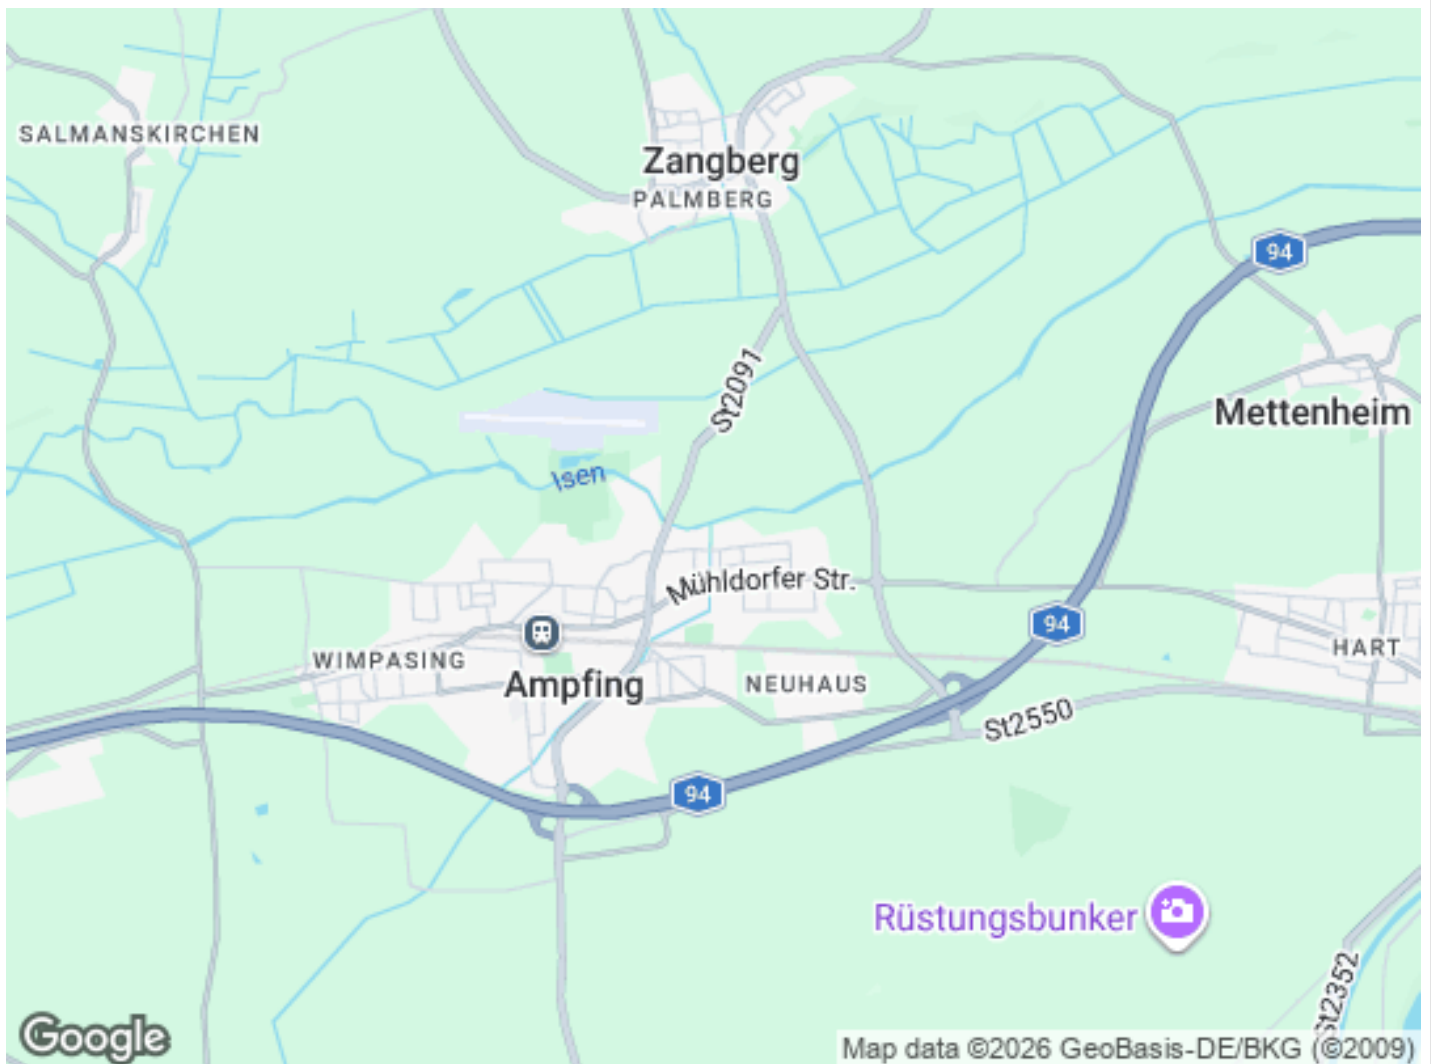 SALMANSKIRCHEN
Zangberg
PALMBERG
94
St2091
Mettenheim
Isen
Mühldorfer Str.
94
WIMPASING
HART
Ampfing
NEUHAUS
St2550
94
Rüstungsbunker
St2352
Google
Map data ©2026 GeoBasis-DE/BKG (©2009)